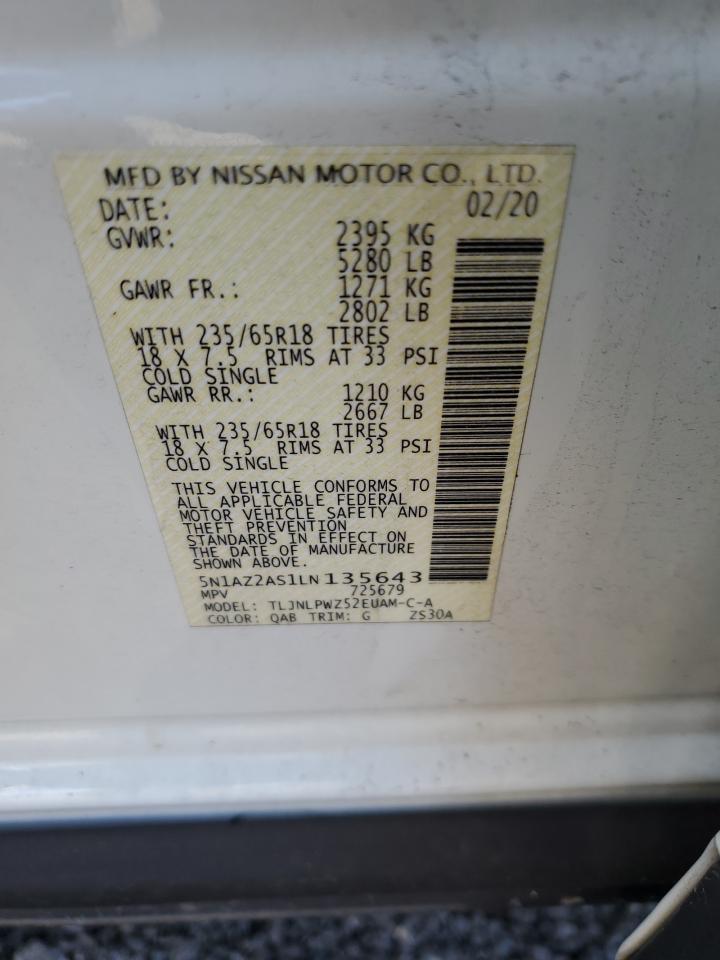 MFD BY NISSAN MOTOR CO., LTD.
DATE: 02/20
GVWR: 2395 KG
5280 LB
GAWR FR.: 1271 KG
2802 LB
WITH 235/65R18 TIRES
18 X 7.5 RIMS AT 33 PSI
COLD SINGLE
GAWR RR.: 1210 KG
2667 LB
WITH 235/65R18 TIRES
18 X 7.5 RIMS AT 33 PSI
COLD SINGLE
THIS VEHICLE CONFORMS TO
ALL APPLICABLE FEDERAL
MOTOR VEHICLE SAFETY AND
THEFT PREVENTION
STANDARDS IN EFFECT ON
THE DATE OF MANUFACTURE
SHOWN ABOVE.
5N1AZ2AS1LN135643
MPV 725679
MODEL: TLJNLPWZ52EUAM-C-A
COLOR: QAB TRIM: G ZS30A